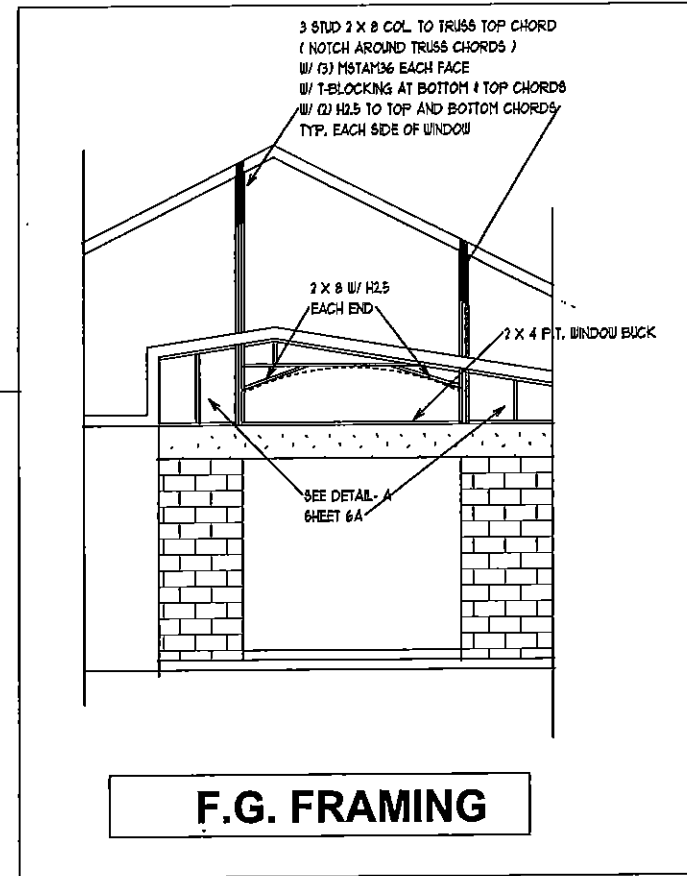 3 STUD 2 X 8 COL. TO TRUSS TOP CHORD
( NOTCH AROUND TRUSS CHORDS )
W/ (3) MSTAM36 EACH FACE
W/ T-BLOCKING AT BOTTOM & TOP CHORDS
W/ (2) H2.5 TO TOP AND BOTTOM CHORDS
TYP. EACH SIDE OF WINDOW
2 X 8 W/ H2.5
EACH END
2 X 4 P.T. WINDOW BUCK
SEE DETAIL- A
SHEET 6A
F.G. FRAMING